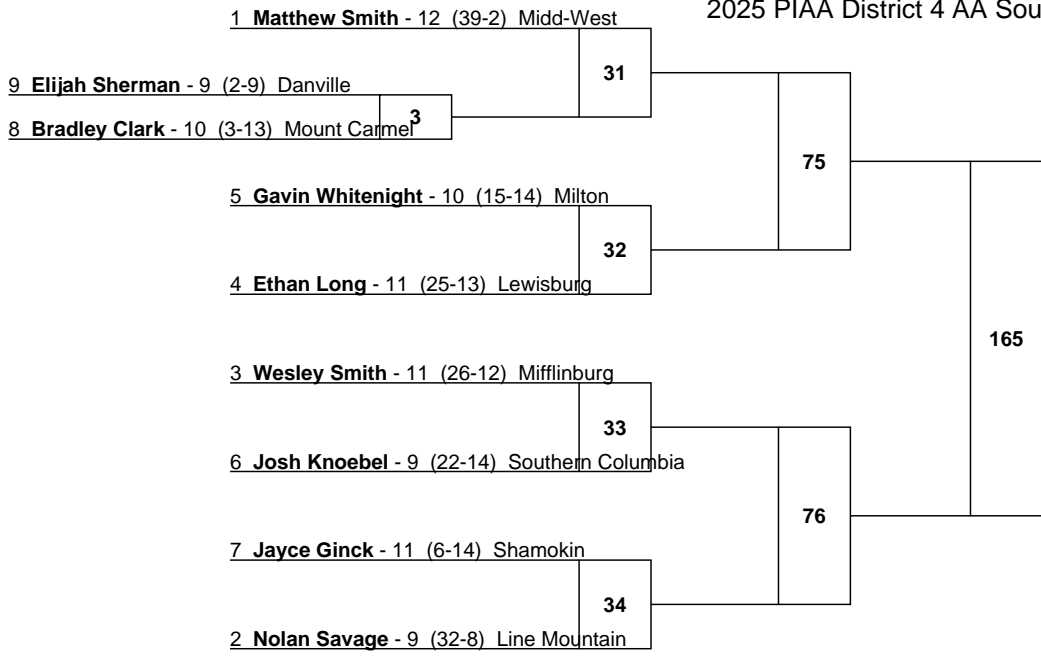 2025 PIAA District 4 AA Sou
1 Matthew Smith - 12 (39-2) Midd-West
31
9 Elijah Sherman - 9 (2-9) Danville
3
8 Bradley Clark - 10 (3-13) Mount Carmel
75
5 Gavin Whitenight - 10 (15-14) Milton
32
4 Ethan Long - 11 (25-13) Lewisburg
165
3 Wesley Smith - 11 (26-12) Mifflinburg
33
6 Josh Knoebel - 9 (22-14) Southern Columbia
76
7 Jayce Ginck - 11 (6-14) Shamokin
34
2 Nolan Savage - 9 (32-8) Line Mountain